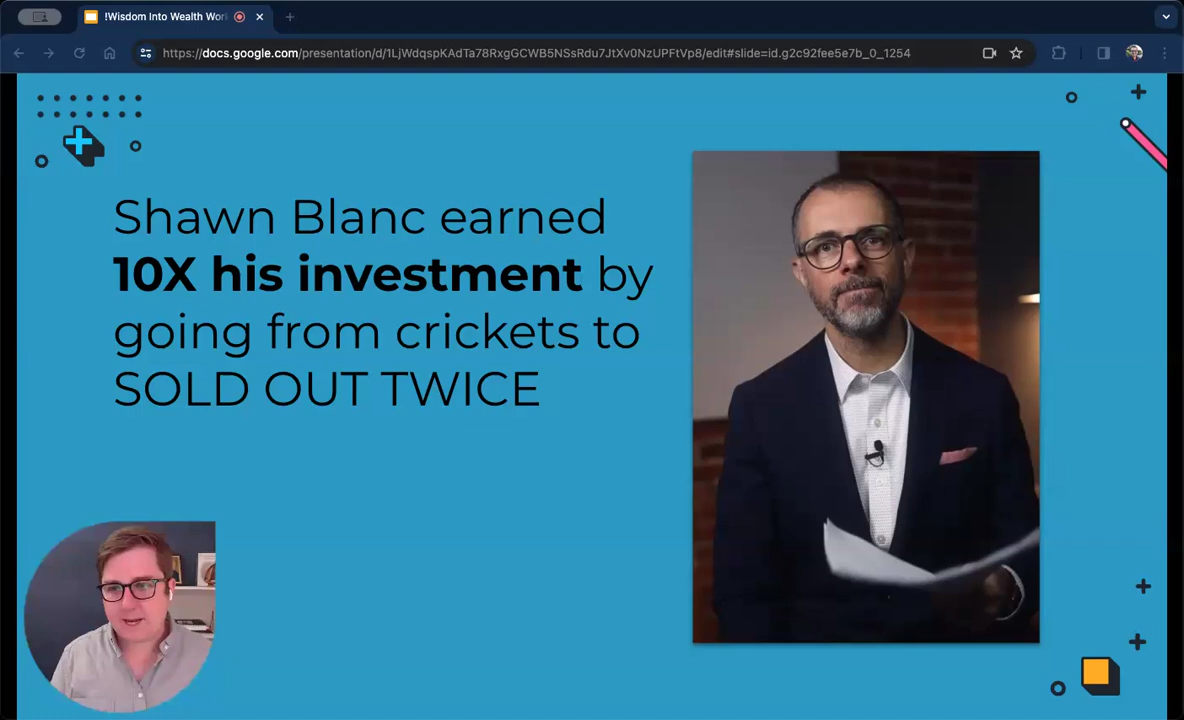 !Wisdom Into Wealth Wor
https://docs.google.com/presentation/d/1LjWdqspKAdTa78RxgGCWB5NSsRdu7JtXv0NzUPFtVp8/edit#slide=id.g2c92fee5e7b_0_1254
Shawn Blanc earned
10X his investment by
going from crickets to
SOLD OUT TWICE